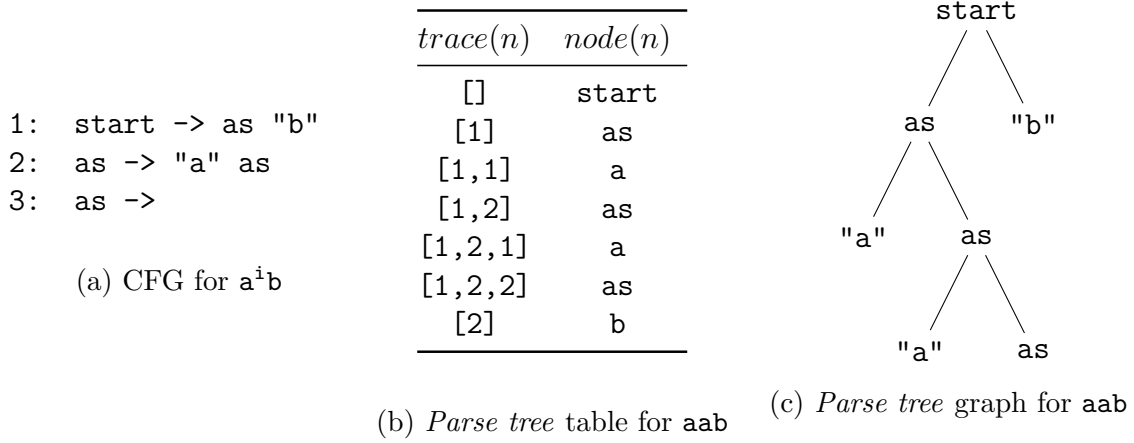 1: start -> as "b"
2: as -> "a" as
3: as ->
(a) CFG for aⁱb
trace(n) node(n)
[] start
[1] as
[1,1] a
[1,2] as
[1,2,1] a
[1,2,2] as
[2] b
(b) Parse tree table for aab
start
as "b"
"a" as
"a" as
(c) Parse tree graph for aab